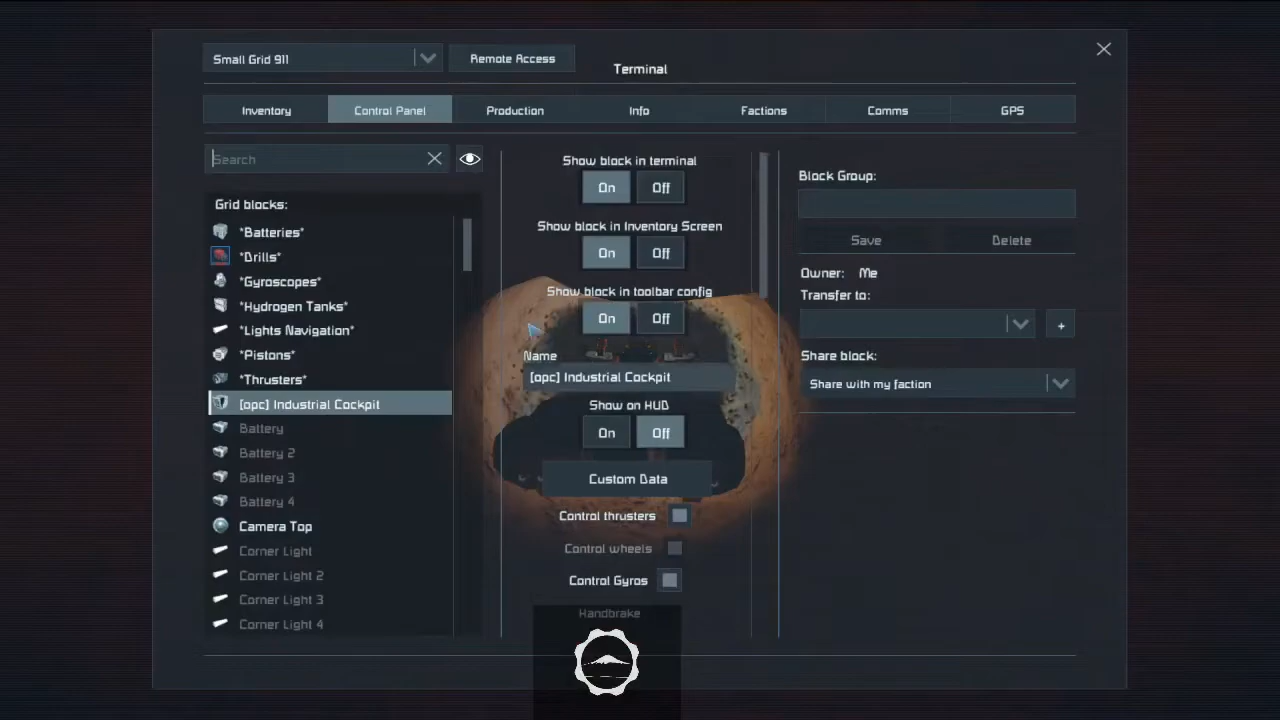 Small Grid 911
Remote Access
Terminal
Inventory
Control Panel
Production
Info
Factions
Comms
GPS
Search
Grid blocks:
*Batteries*
*Drills*
*Gyroscopes*
*Hydrogen Tanks*
*Lights Navigation*
*Pistons*
*Thrusters*
[opc] Industrial Cockpit
Battery
Battery 2
Battery 3
Battery 4
Camera Top
Corner Light
Corner Light 2
Corner Light 3
Corner Light 4
Show block in terminal
On Off
Show block in Inventory Screen
On Off
Show block in toolbar config
On Off
Name
[opc] Industrial Cockpit
Show on HUD
On Off
Custom Data
Control thrusters
Control wheels
Control Gyros
Handbrake
Block Group:
Save Delete
Owner: Me
Transfer to:
+
Share block:
Share with my faction